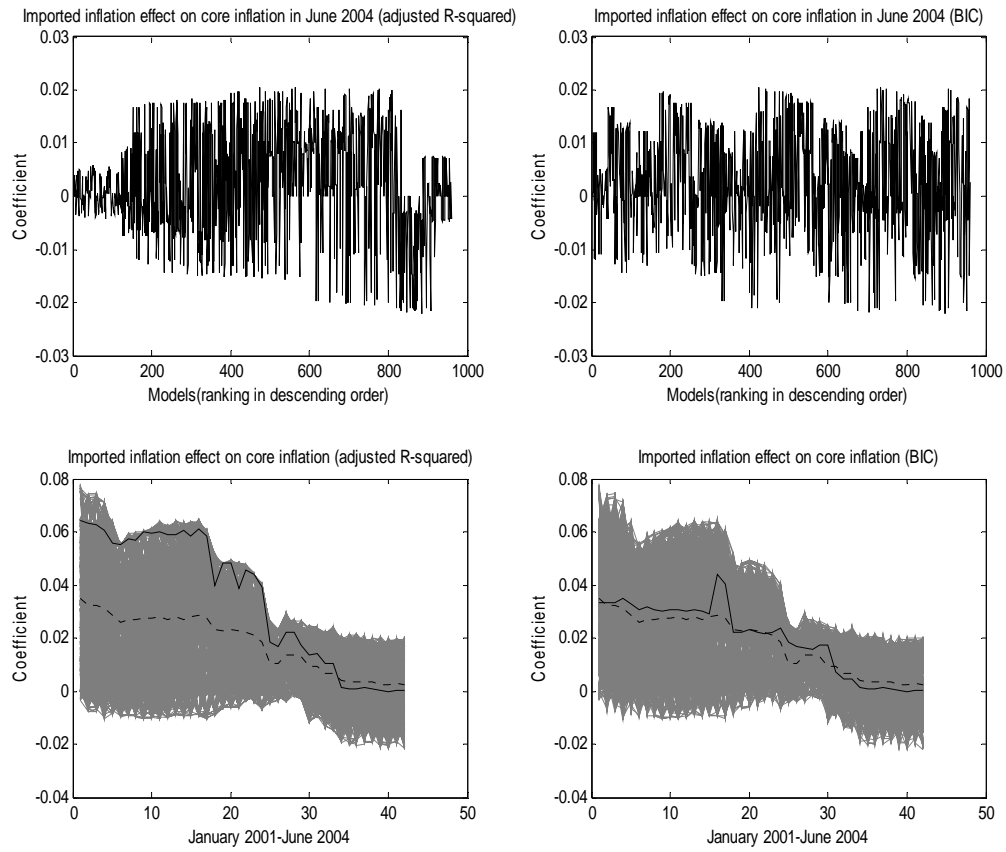 Imported inflation effect on core inflation in June 2004 (adjusted R-squared)
0.03
0.02
0.01
0
-0.01
-0.02
-0.03
Coefficient
0 200 400 600 800 1000
Models(ranking in descending order)
Imported inflation effect on core inflation in June 2004 (BIC)
0.03
0.02
0.01
0
-0.01
-0.02
-0.03
Coefficient
0 200 400 600 800 1000
Models(ranking in descending order)
Imported inflation effect on core inflation (adjusted R-squared)
0.08
0.06
0.04
0.02
0
-0.02
-0.04
Coefficient
0 10 20 30 40 50
January 2001-June 2004
Imported inflation effect on core inflation (BIC)
0.08
0.06
0.04
0.02
0
-0.02
-0.04
Coefficient
0 10 20 30 40 50
January 2001-June 2004